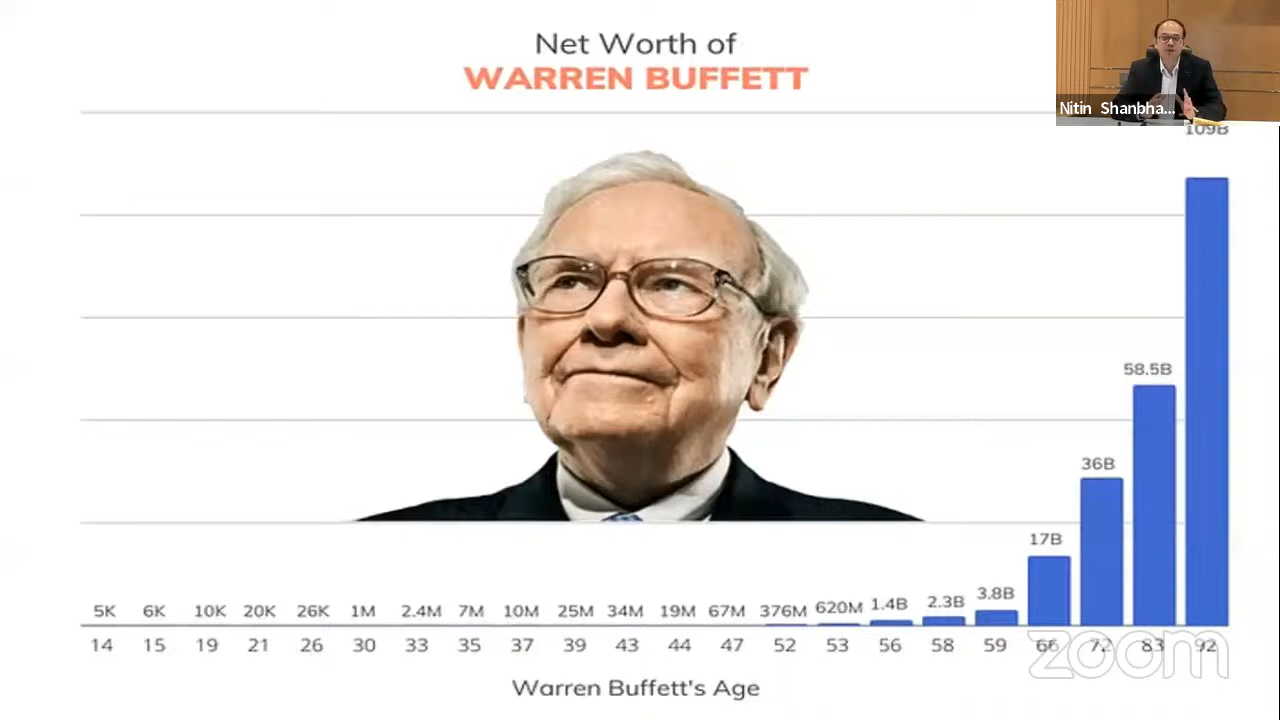 Net Worth of
WARREN BUFFETT
Nitin Shanbha...
109B
58.5B
36B
17B
5K 6K 10K 20K 26K 1M 2.4M 7M 10M 25M 34M 19M 67M 376M 620M 1.4B 2.3B 3.8B
14 15 19 21 26 30 33 35 37 39 43 44 47 52 53 56 58 59 66 72 83 92
zoom
Warren Buffett's Age